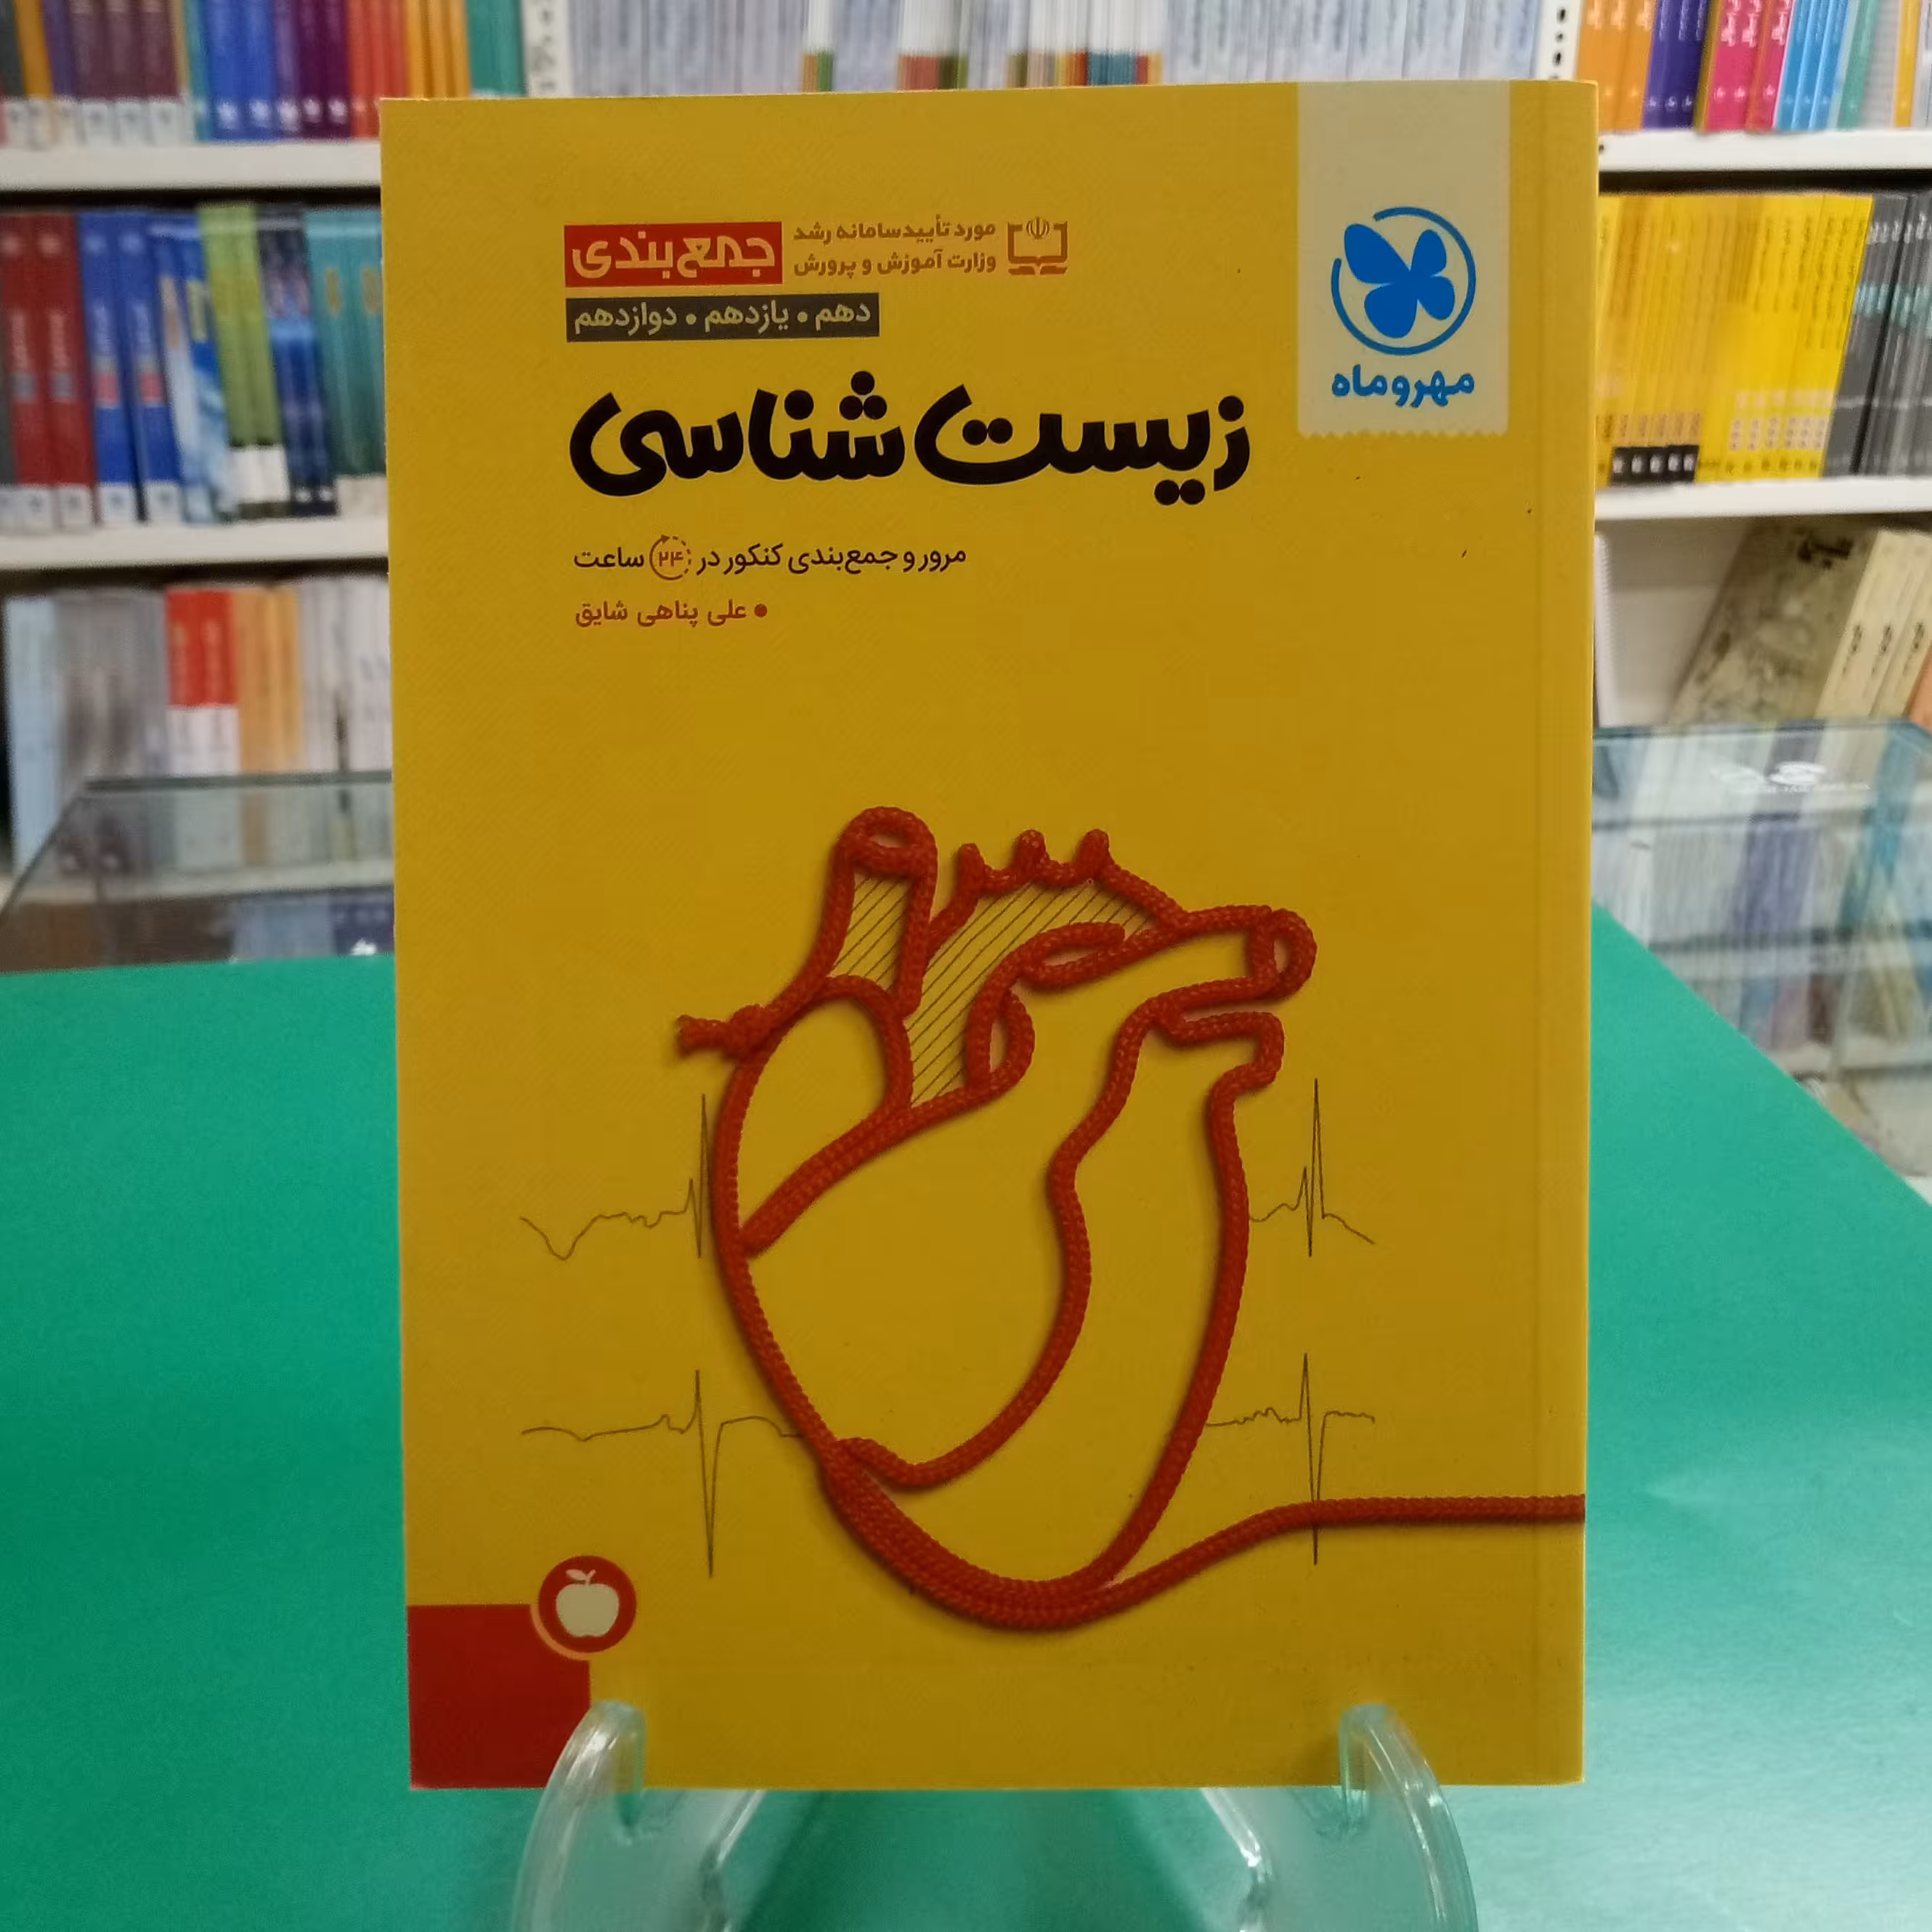 مورد تأیید سامانه رشد
وزارت آموزش و پرورش
جمع‌بندی
دهم • یازدهم • دوازدهم
مهروماه
زیست‌شناسی
مرور و جمع‌بندی کنکور در ۲۴ ساعت
• علی پناهی شایق